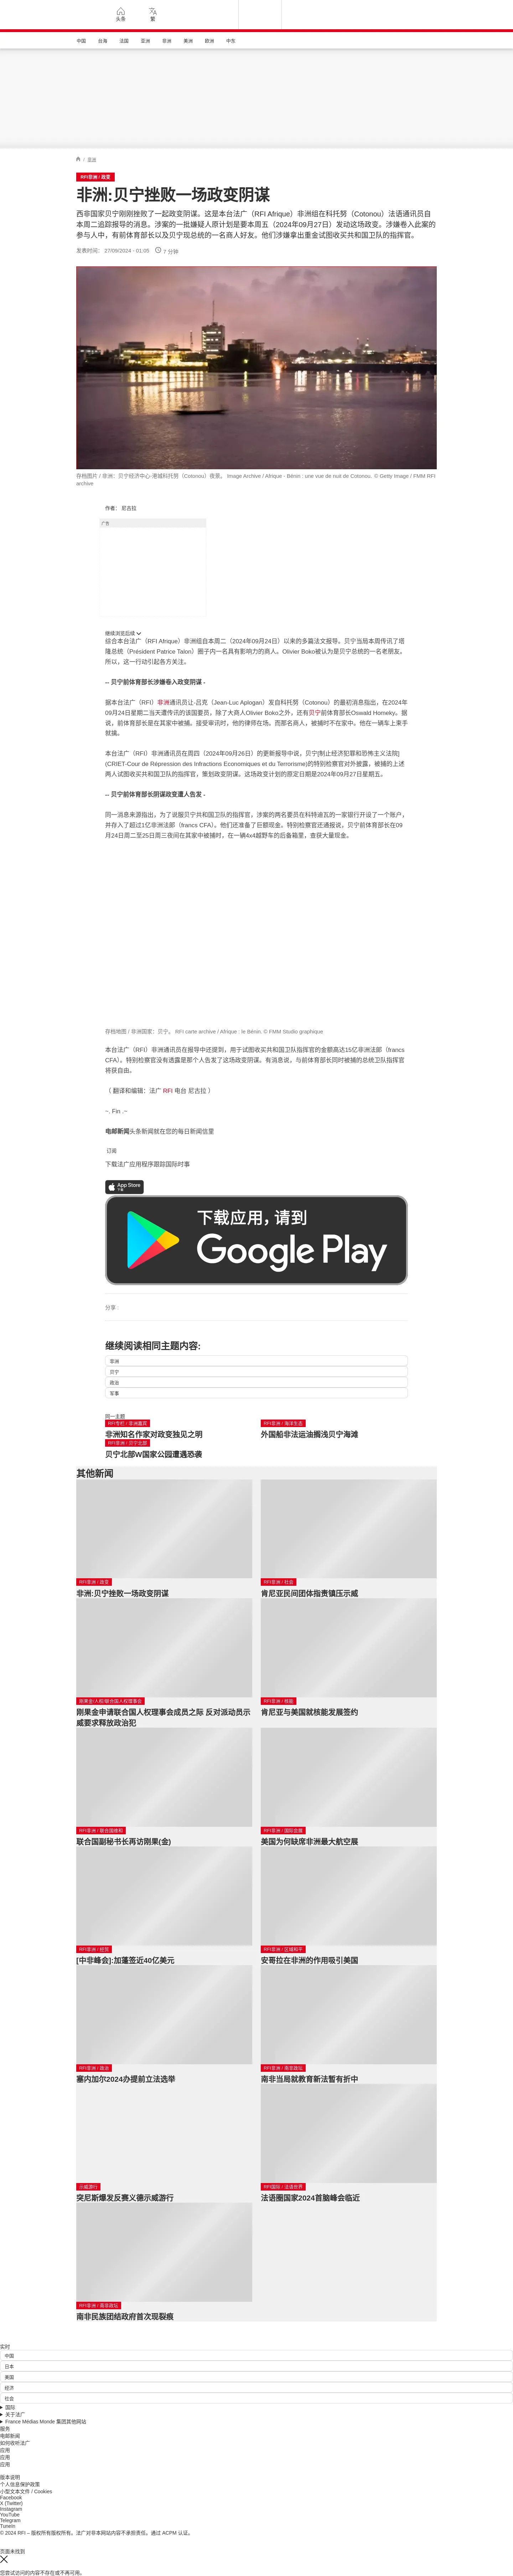 头条
繁
中国
台海
法国
亚洲
非洲
美洲
欧洲
中东
/ 非洲
RFI非洲 / 政变
非洲:贝宁挫败一场政变阴谋
西非国家贝宁刚刚挫败了一起政变阴谋。这是本台法广（RFI Afrique）非洲组在科托努（Cotonou）法语通讯员自
本周二追踪报导的消息。涉案的一批嫌疑人原计划是要本周五（2024年09月27日）发动这场政变。涉嫌卷入此案的
参与人中，有前体育部长以及贝宁现总统的一名商人好友。他们涉嫌拿出重金试图收买共和国卫队的指挥官。
发表时间： 27/09/2024 - 01:05
7 分钟
存档图片 / 非洲：贝宁经济中心-港城科托努（Cotonou）夜景。 Image Archive / Afrique - Bénin : une vue de nuit de Cotonou. © Getty Image / FMM RFI
archive
作者： 尼古拉
广告
继续浏览后续
综合本台法广（RFI Afrique）非洲组自本周二（2024年09月24日）以来的多篇法文报导。贝宁当局本周传讯了塔
隆总统（Président Patrice Talon）圈子内一名具有影响力的商人。Olivier Boko被认为是贝宁总统的一名老朋友。
所以，这一行动引起各方关注。
-- 贝宁前体育部长涉嫌卷入政变阴谋 -
据本台法广（RFI）非洲通讯员让-吕克（Jean-Luc Aplogan）发自科托努（Cotonou）的最初消息指出，在2024年
09月24日星期二当天遭传讯的该国要员，除了大商人Olivier Boko之外，还有贝宁前体育部长Oswald Homeky。据
说，前体育部长是在其家中被捕。接受审讯时，他的律师在场。而那名商人，被捕时不在家中。他在一辆车上束手
就擒。
本台法广（RFI）非洲通讯员在周四（2024年09月26日）的更新报导中说，贝宁[制止经济犯罪和恐怖主义法院]
(CRIET-Cour de Répression des Infractions Economiques et du Terrorisme)的特别检察官对外披露，被捕的上述
两人试图收买共和国卫队的指挥官，策划政变阴谋。这场政变计划的原定日期是2024年09月27日星期五。
-- 贝宁前体育部长阴谋政变遭人告发 -
同一消息来源指出，为了说服贝宁共和国卫队的指挥官，涉案的两名要员在科特迪瓦的一家银行开设了一个账户，
并存入了超过1亿非洲法郎（francs CFA）。他们还准备了巨额现金。特别检察官还通报说，贝宁前体育部长在09
月24日周二至25日周三夜间在其家中被捕时，在一辆4x4越野车的后备箱里，查获大量现金。
存档地图 / 非洲国家：贝宁。 RFI carte archive / Afrique : le Bénin. © FMM Studio graphique
本台法广（RFI）非洲通讯员在报导中还提到，用于试图收买共和国卫队指挥官的金额高达15亿非洲法郎（francs
CFA）。特别检察官没有透露是那个人告发了这场政变阴谋。有消息说，与前体育部长同时被捕的总统卫队指挥官
将获自由。
（ 翻译和编辑：法广 RFI 电台 尼古拉 ）
~. Fin .~
电邮新闻头条新闻就在您的每日新闻信里
订阅
下载法广应用程序跟踪国际时事
App Store
下载
下载应用，请到
Google Play
分享 :
继续阅读相同主题内容:
非洲
贝宁
政治
军事
同一主题
RFI专栏 / 非洲嘉宾
非洲知名作家对政变独见之明
RFI非洲 / 海洋生态
外国船非法运油搁浅贝宁海滩
RFI非洲 / 贝宁北部
贝宁北部W国家公园遭遇恐袭
其他新闻
RFI非洲 / 政变
非洲:贝宁挫败一场政变阴谋
RFI非洲 / 社会
肯尼亚民间团体指责镇压示威
刚果金/人权/联合国人权理事会
刚果金申请联合国人权理事会成员之际 反对派动员示
威要求释放政治犯
RFI非洲 / 核能
肯尼亚与美国就核能发展签约
RFI非洲 / 联合国维和
联合国副秘书长再访刚果(金)
RFI非洲 / 国际会展
美国为何缺席非洲最大航空展
RFI非洲 / 经贸
[中非峰会]:加蓬签近40亿美元
RFI非洲 / 区域和平
安哥拉在非洲的作用吸引美国
RFI非洲 / 政治
塞内加尔2024办提前立法选举
RFI非洲 / 南非政坛
南非当局就教育新法暂有折中
示威游行
突尼斯爆发反赛义德示威游行
RFI国际 / 法语世界
法语圈国家2024首脑峰会临近
RFI非洲 / 南非政坛
南非民族团结政府首次现裂痕
实时
中国
日本
美国
经济
社会
国际
关于法广
France Médias Monde 集团其他网站
服务
电邮新闻
如何收听法广
应用
应用
应用
版本说明
个人信息保护政策
小型文本文件 / Cookies
Facebook
X (Twitter)
Instagram
YouTube
Telegram
TuneIn
© 2024 RFI – 版权所有版权所有。法广对非本网站内容不承担责任。通过 ACPM 认证。
页面未找到
您尝试访问的内容不存在或不再可用。